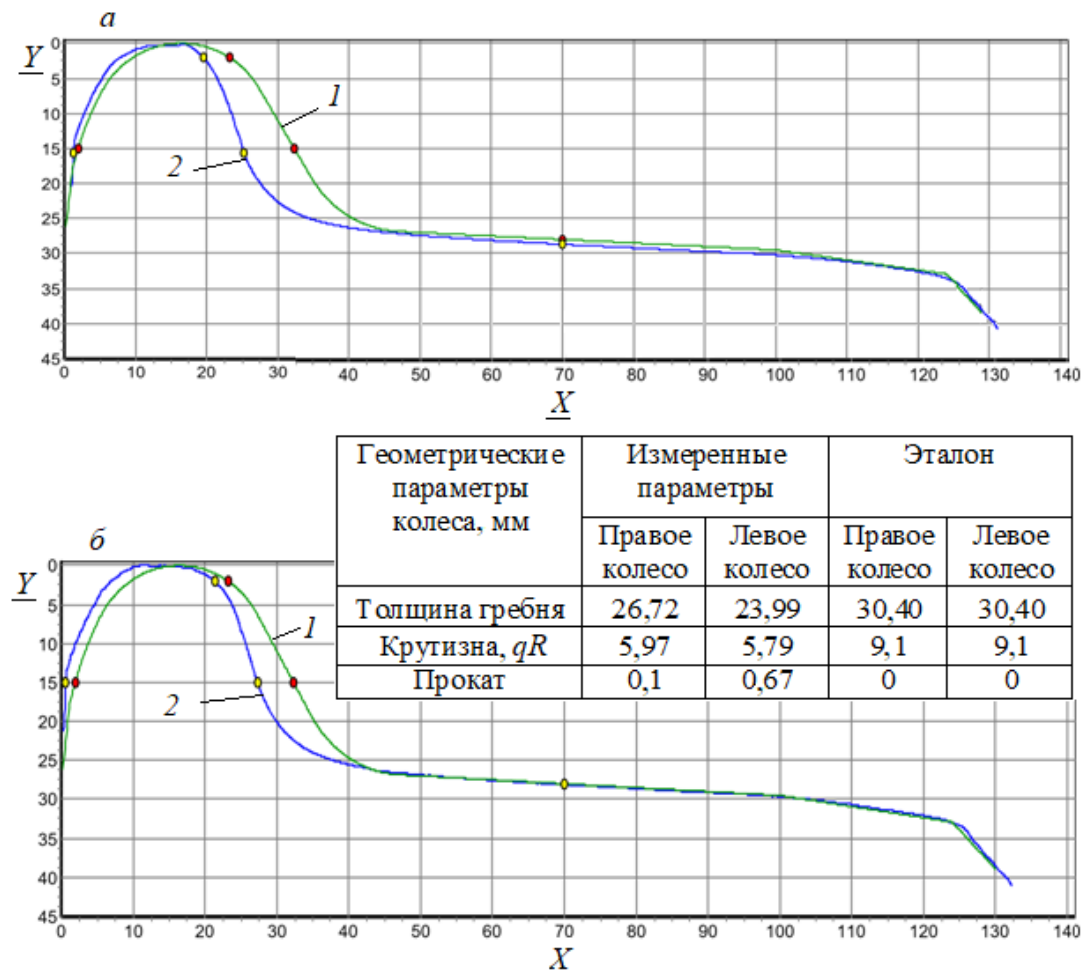 а
Y
0
5
10
15
20
25
30
35
40
45
1
2
0 10 20 30 40 50 60 70 80 90 100 110 120 130 140
X
Геометрические параметры колеса, мм
Измеренные параметры
Эталон
Правое колесо
Левое колесо
Правое колесо
Левое колесо
Толщина гребня 26,72 23,99 30,40 30,40
Крутизна, qR 5,97 5,79 9,1 9,1
Прокат 0,1 0,67 0 0
б
Y
0
5
10
15
20
25
30
35
40
45
1
2
0 10 20 30 40 50 60 70 80 90 100 110 120 130 140
X